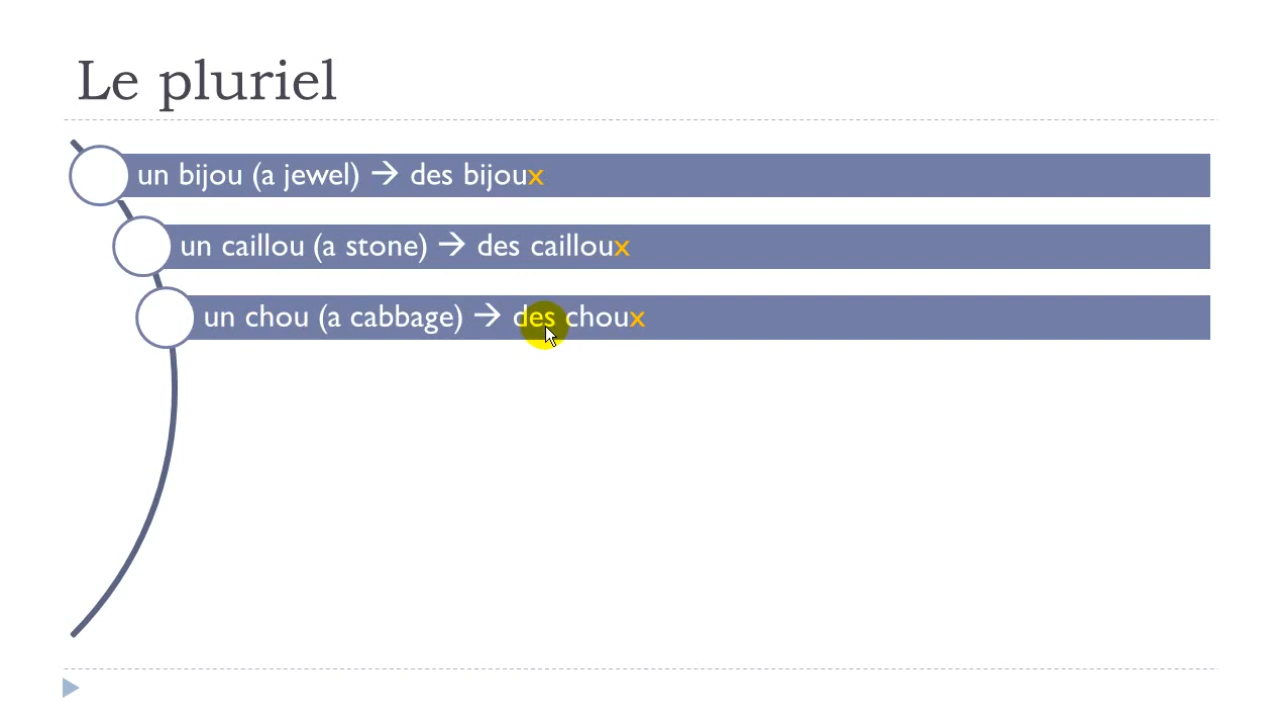 Le pluriel
un bijou (a jewel) → des bijoux
un caillou (a stone) → des cailloux
un chou (a cabbage) → des choux